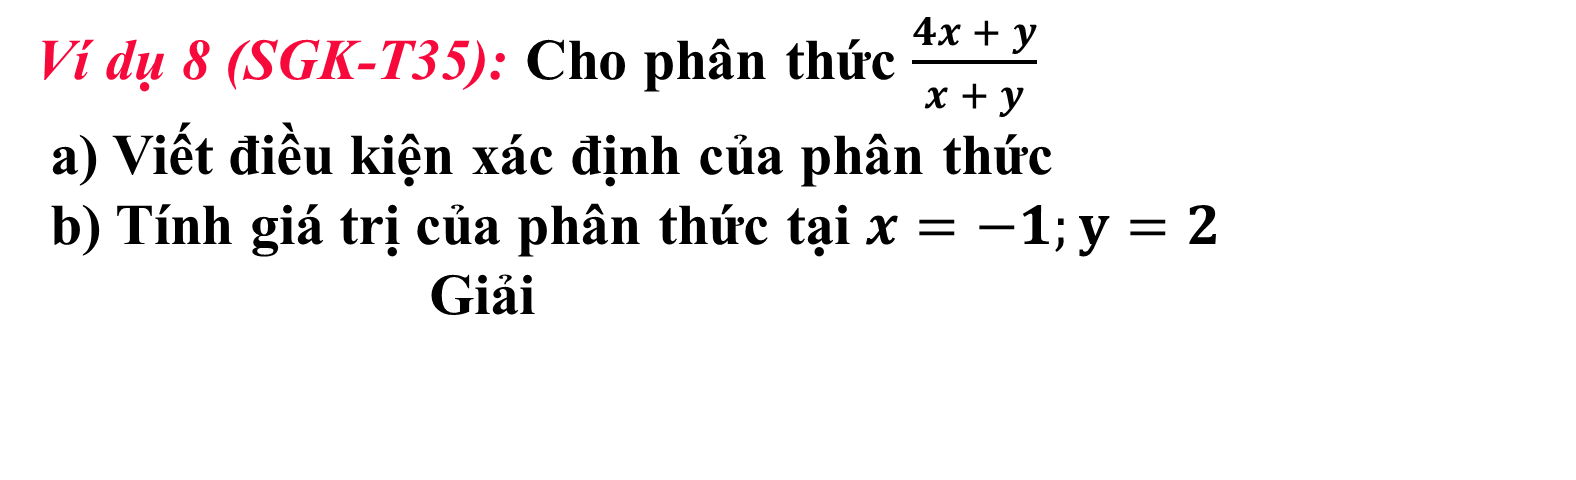 Ví dụ 8 (SGK-T35): Cho phân thức \frac{4x + y}{x + y}
a) Viết điều kiện xác định của phân thức
b) Tính giá trị của phân thức tại x = −1; y = 2
Giải